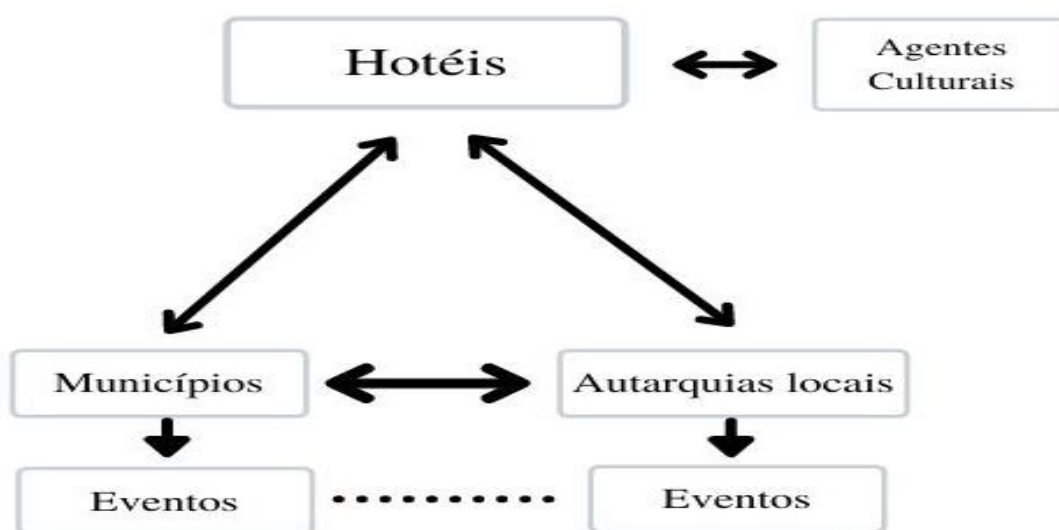 Hotéis
Agentes
Culturais
Municípios
Autarquias locais
Eventos
Eventos